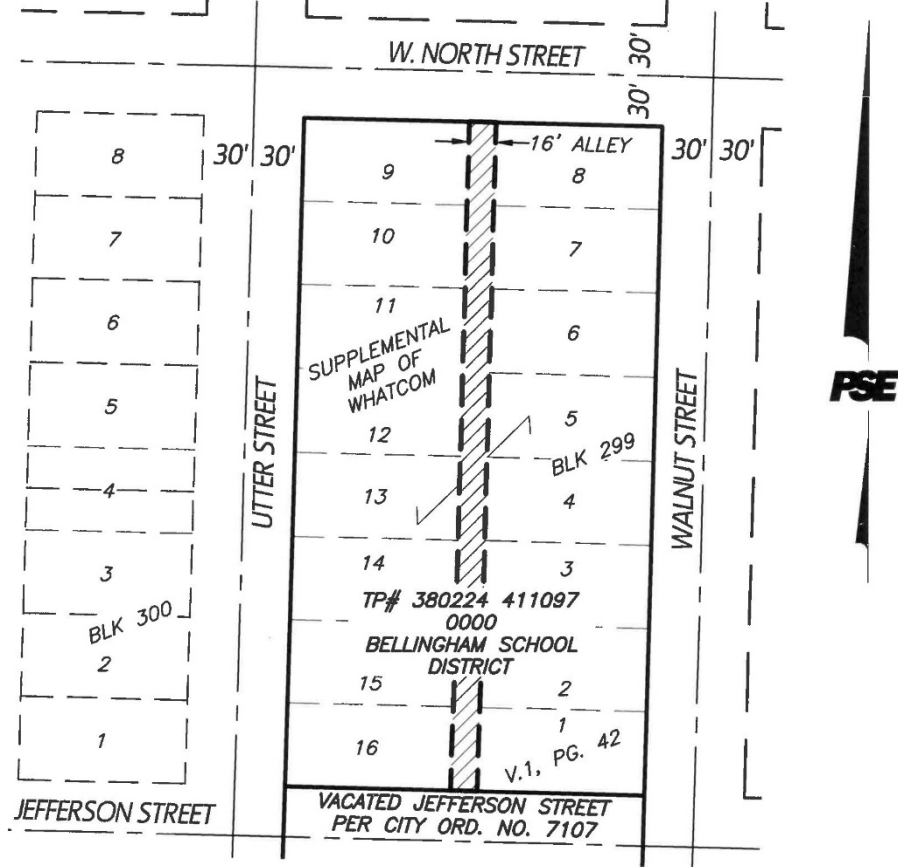 W. NORTH STREET
30'
30'
30'
30'
16' ALLEY
30'
30'
8
9
8
7
10
7
11
6
6
SUPPLEMENTAL
MAP OF
WHATCOM
PSE
UTTER STREET
WALNUT STREET
5
5
12
BLK 299
4
13
4
3
14
3
TP# 380224 411097
0000
BELLINGHAM SCHOOL
DISTRICT
BLK 300
2
15
2
1
16
1
V.1, PG. 42
JEFFERSON STREET
VACATED JEFFERSON STREET
PER CITY ORD. NO. 7107